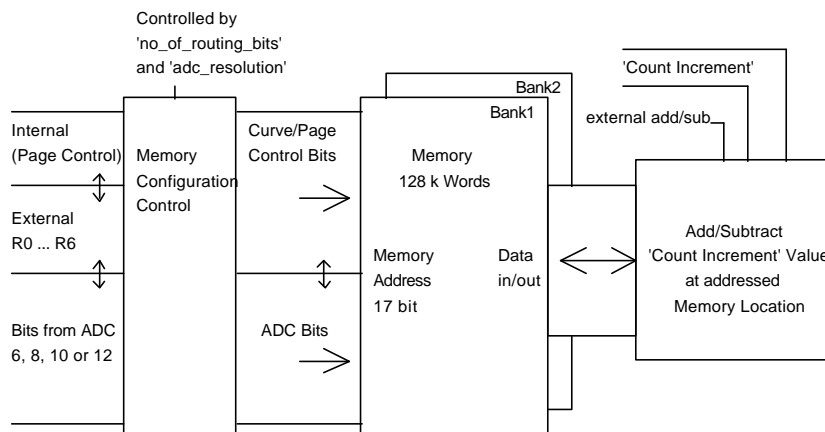 Controlled by
'no_of_routing_bits'
and 'adc_resolution'
Internal
(Page Control)
External
R0 ... R6
Bits from ADC
6, 8, 10 or 12
Memory
Configuration
Control
Curve/Page
Control Bits
ADC Bits
Bank2
Bank1
Memory
128 k Words
Memory
Address
17 bit
Data
in/out
'Count Increment'
external add/sub
Add/Subtract
'Count Increment' Value
at addressed
Memory Location